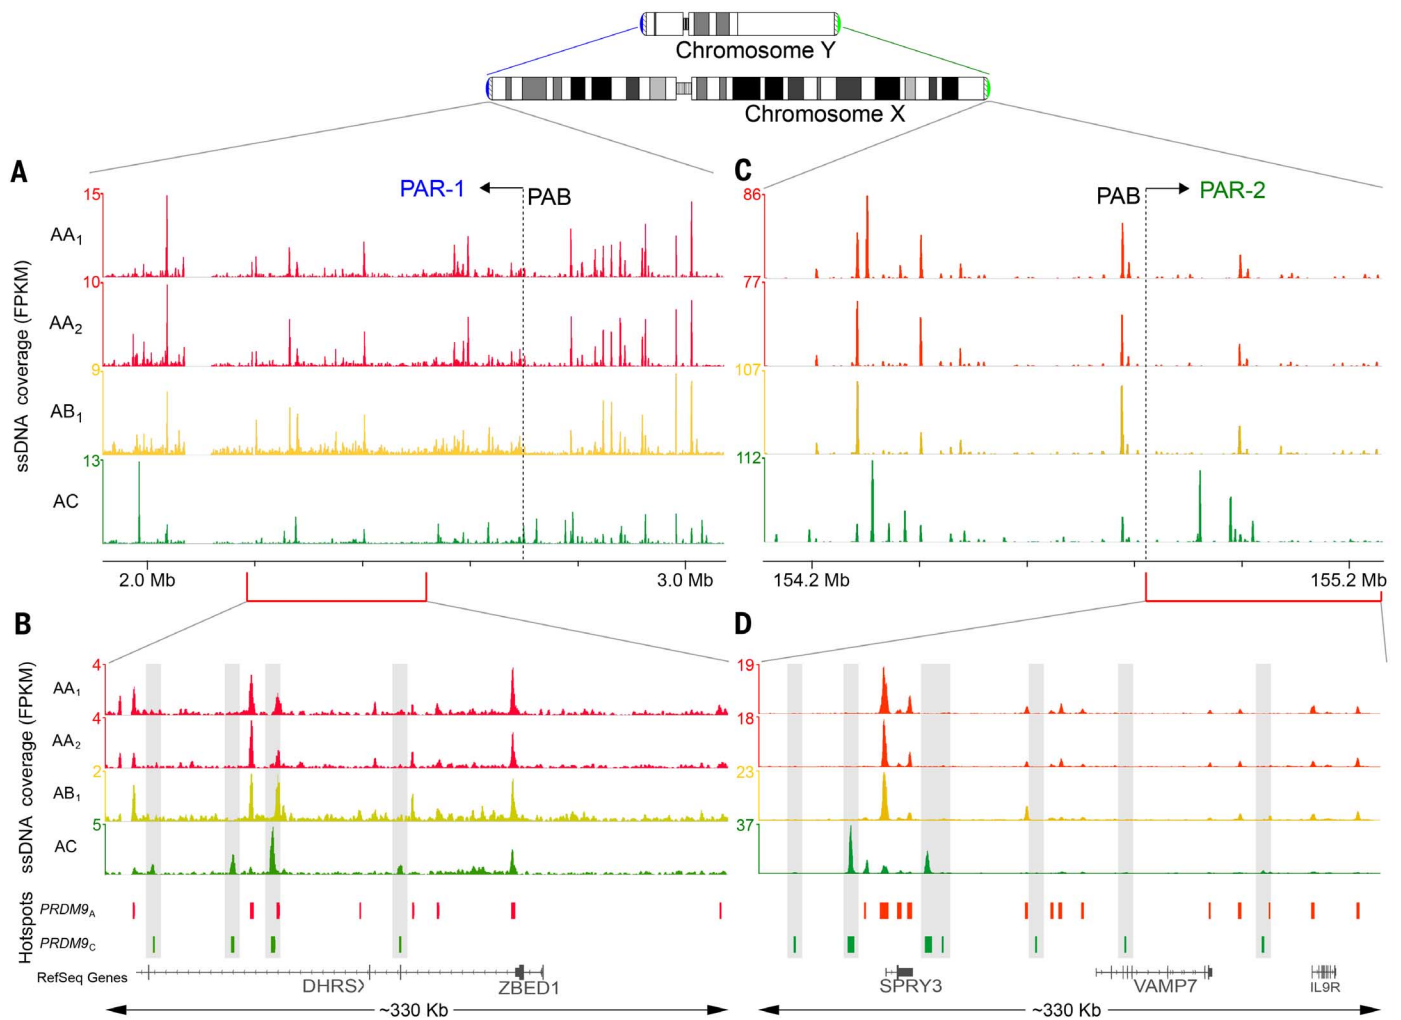 Chromosome Y
Chromosome X
A
PAR-1
PAB
ssDNA coverage (FPKM)
15
AA1
10
AA2
9
AB1
13
AC
2.0 Mb
3.0 Mb
C
PAB
PAR-2
86
77
107
112
154.2 Mb
155.2 Mb
B
ssDNA coverage (FPKM)
4
AA1
4
AA2
2
AB1
5
AC
Hotspots
PRDM9A
PRDM9C
RefSeq Genes
DHRSX
ZBED1
~330 Kb
D
19
18
23
37
SPRY3
VAMP7
IL9R
~330 Kb